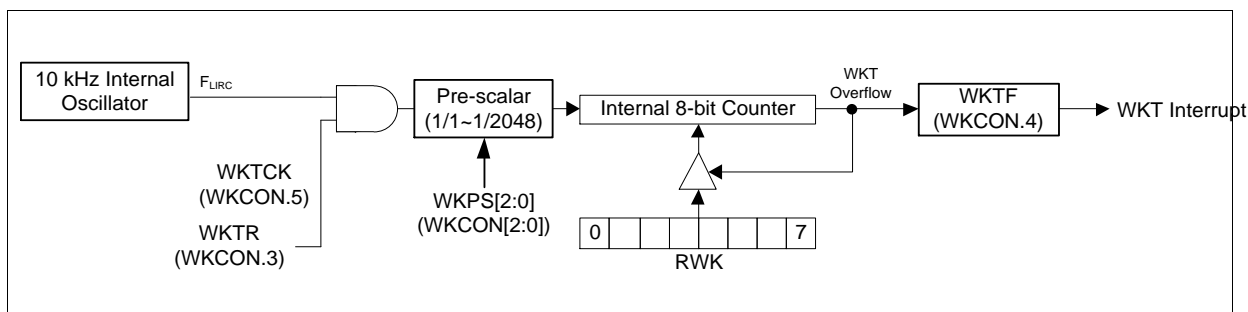 10 kHz Internal
Oscillator
FLIRC
WKTCK
(WKCON.5)
WKTR
(WKCON.3)
Pre-scalar
(1/1~1/2048)
WKPS[2:0]
(WKCON[2:0])
Internal 8-bit Counter
0
7
RWK
WKT
Overflow
WKTF
(WKCON.4)
WKT Interrupt